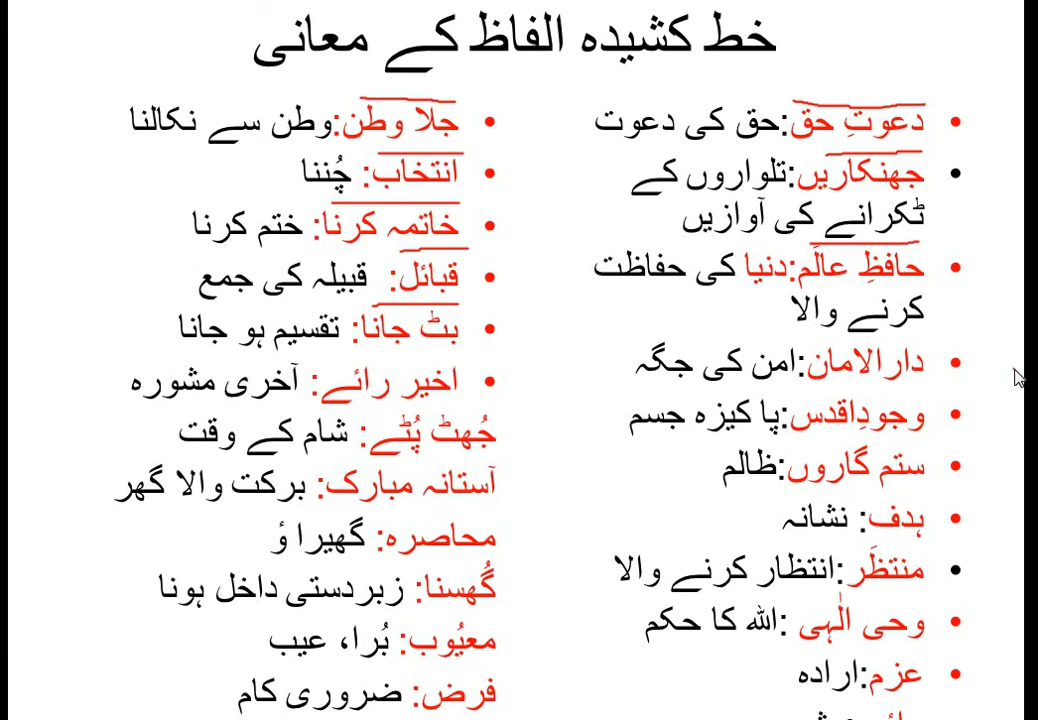 خط کشیدہ الفاظ کے معانی
دعوتِ حق:حق کی دعوت
جھنکاریں:تلواروں کے
ٹکرانے کی آوازیں
حافظِ عالَم:دنیا کی حفاظت
کرنے والا
دارالامان:امن کی جگہ
وجودِاقدس:پا کیزہ جسم
ستم گاروں:ظالم
ہدف: نشانہ
منتظَر:انتظار کرنے والا
وحی الٰہی :اللہ کا حکم
عزم:ارادہ
جلا وطن:وطن سے نکالنا
انتخاب: چُننا
خاتمہ کرنا: ختم کرنا
قبائل: قبیلہ کی جمع
بٹ جانا: تقسیم ہو جانا
اخیر رائے: آخری مشورہ
جُھٹ پُٹے: شام کے وقت
آستانہ مبارک: برکت والا گھر
محاصرہ: گھیرا ؤ
گُھسنا: زبردستی داخل ہونا
معیُوب: بُرا، عیب
فرض: ضروری کام